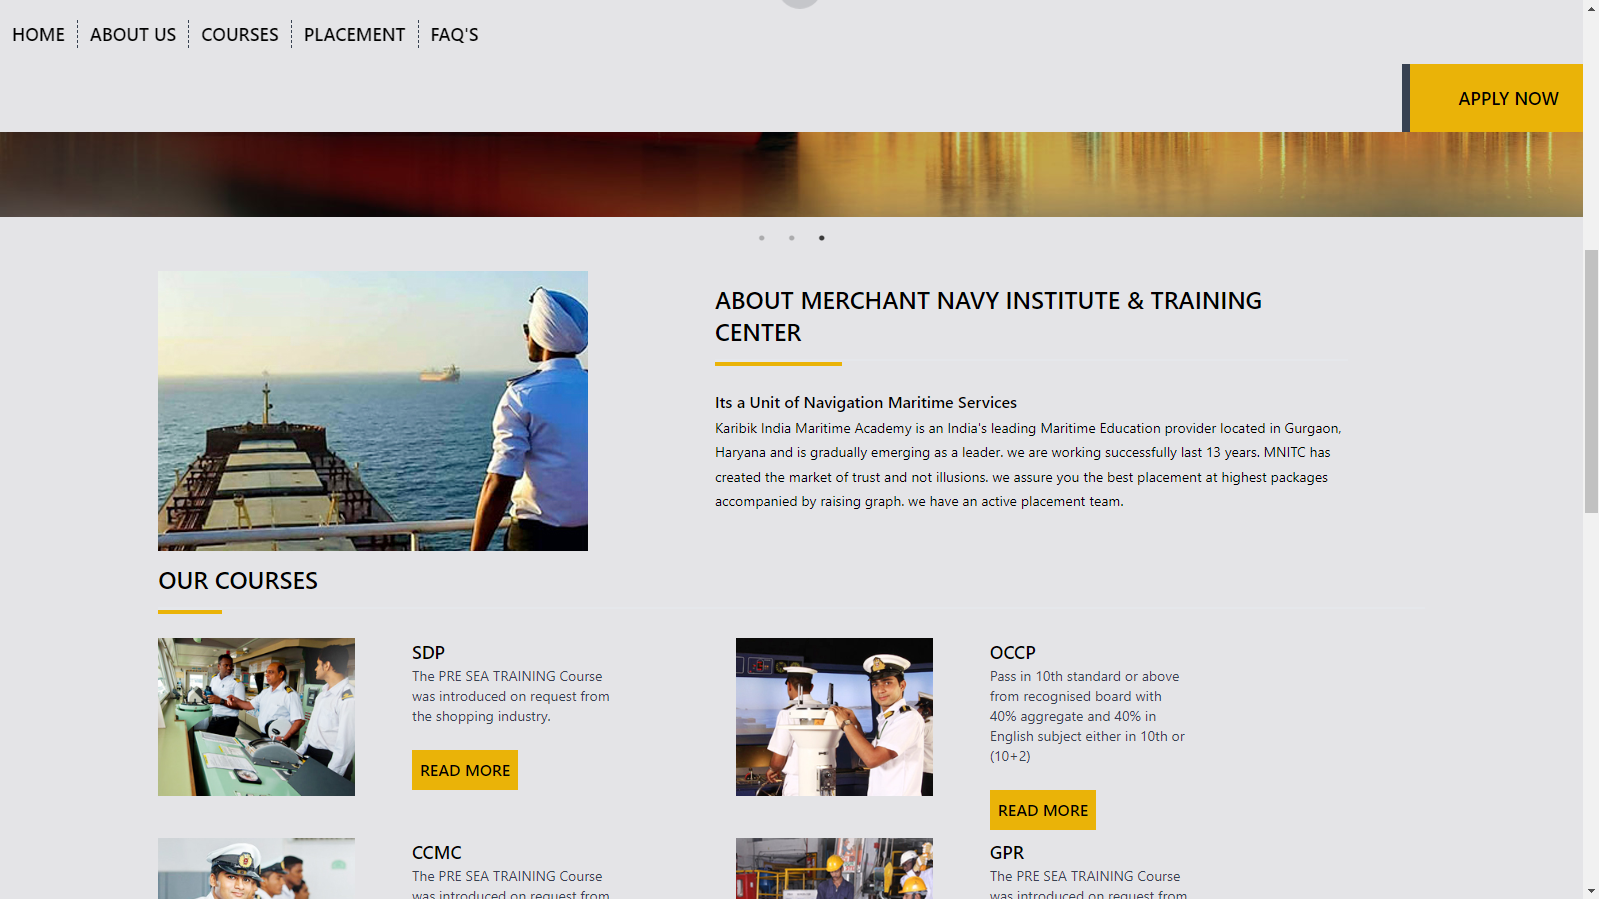 HOME ABOUT US COURSES PLACEMENT FAQ'S
APPLY NOW
ABOUT MERCHANT NAVY INSTITUTE & TRAINING
CENTER
Its a Unit of Navigation Maritime Services
Karibik India Maritime Academy is an India's leading Maritime Education provider located in Gurgaon,
Haryana and is gradually emerging as a leader. we are working successfully last 13 years. MNITC has
created the market of trust and not illusions. we assure you the best placement at highest packages
accompanied by raising graph. we have an active placement team.
OUR COURSES
SDP
The PRE SEA TRAINING Course
was introduced on request from
the shopping industry.
READ MORE
OCCP
Pass in 10th standard or above
from recognised board with
40% aggregate and 40% in
English subject either in 10th or
(10+2)
READ MORE
CCMC
The PRE SEA TRAINING Course
was introduced on request from
GPR
The PRE SEA TRAINING Course
was introduced on request from